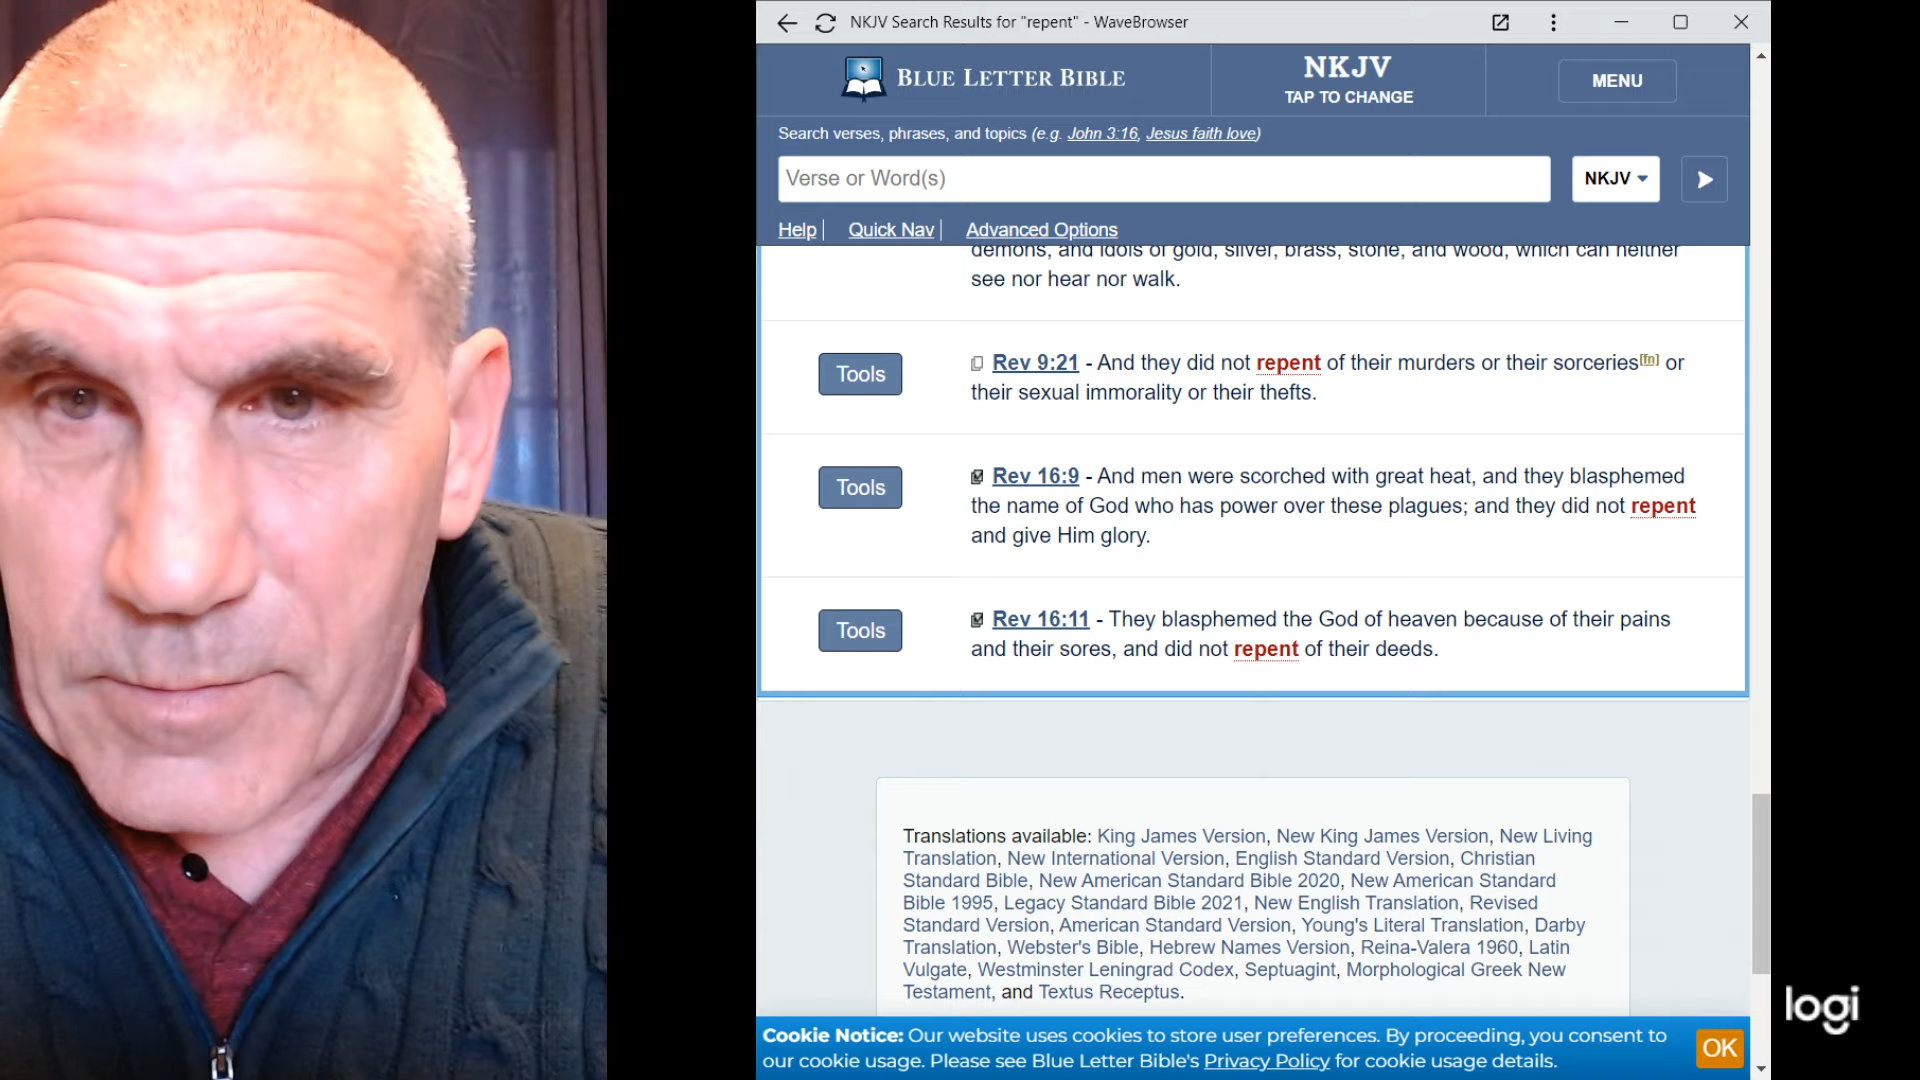 NKJV Search Results for "repent" - WaveBrowser
BLUE LETTER BIBLE
NKJV
TAP TO CHANGE
MENU
Search verses, phrases, and topics (e.g. John 3:16, Jesus faith love)
Verse or Word(s)
NKJV
Help | Quick Nav | Advanced Options
demons, and idols of gold, silver, brass, stone, and wood, which can neither
see nor hear nor walk.
Tools
Rev 9:21 - And they did not repent of their murders or their sorceries[fn] or
their sexual immorality or their thefts.
Tools
Rev 16:9 - And men were scorched with great heat, and they blasphemed
the name of God who has power over these plagues; and they did not repent
and give Him glory.
Tools
Rev 16:11 - They blasphemed the God of heaven because of their pains
and their sores, and did not repent of their deeds.
Translations available: King James Version, New King James Version, New Living
Translation, New International Version, English Standard Version, Christian
Standard Bible, New American Standard Bible 2020, New American Standard
Bible 1995, Legacy Standard Bible 2021, New English Translation, Revised
Standard Version, American Standard Version, Young's Literal Translation, Darby
Translation, Webster's Bible, Hebrew Names Version, Reina-Valera 1960, Latin
Vulgate, Westminster Leningrad Codex, Septuagint, Morphological Greek New
Testament, and Textus Receptus.
Cookie Notice: Our website uses cookies to store user preferences. By proceeding, you consent to
our cookie usage. Please see Blue Letter Bible's Privacy Policy for cookie usage details.
OK
logi